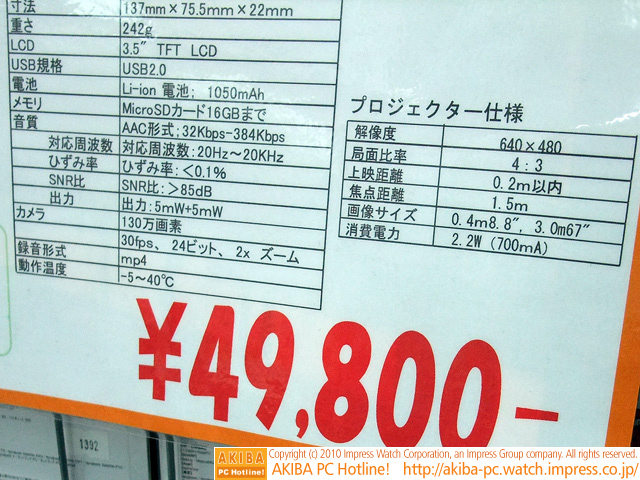 寸法 137mm×75.5mm×22mm
重さ 242g
LCD 3.5" TFT LCD
USB規格 USB2.0
電池 Li-ion 電池； 1050mAh
メモリ MicroSDカード16GBまで
音質 AAC形式；32Kbps-384Kbps
対応周波数 対応周波数：20Hz～20KHz
ひずみ率 ひずみ率：＜0.1%
SNR比 SNR比：＞85dB
出力 出力：5mW+5mW
カメラ 130万画素
30fps、24ビット、2x ズーム
録音形式 mp4
動作温度 -5～40℃
プロジェクター仕様
解像度 640×480
局面比率 4：3
上映距離 0.2m以内
焦点距離 1.5m
画像サイズ 0.4m8.8", 3.0m67"
消費電力 2.2W (700mA)
¥49,800-
1392
AKIBA PC Hotline!
Copyright (c) 2010 Impress Watch Corporation, an Impress Group company. All rights reserved.
AKIBA PC Hotline! http://akiba-pc.watch.impress.co.jp/